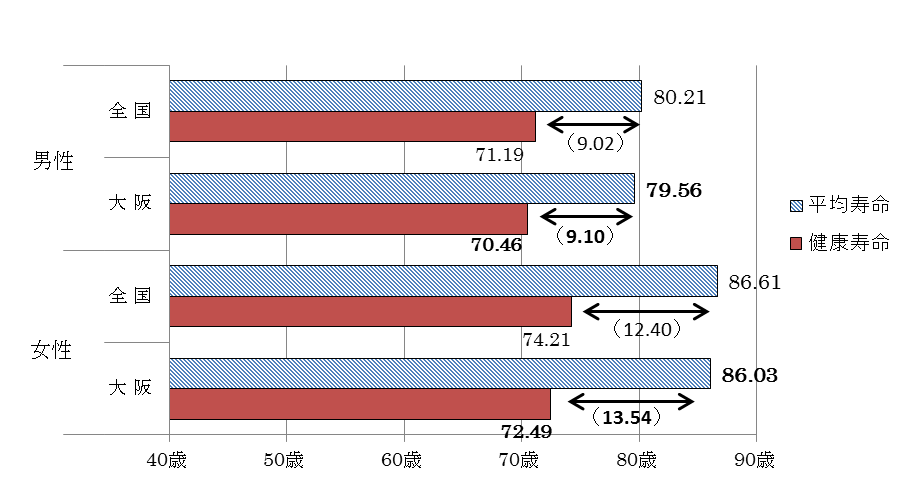 男性
全国
80.21
71.19
（9.02）
大阪
79.56
70.46
（9.10）
女性
全国
86.61
74.21
（12.40）
大阪
86.03
72.49
（13.54）
平均寿命
健康寿命
40歳 50歳 60歳 70歳 80歳 90歳